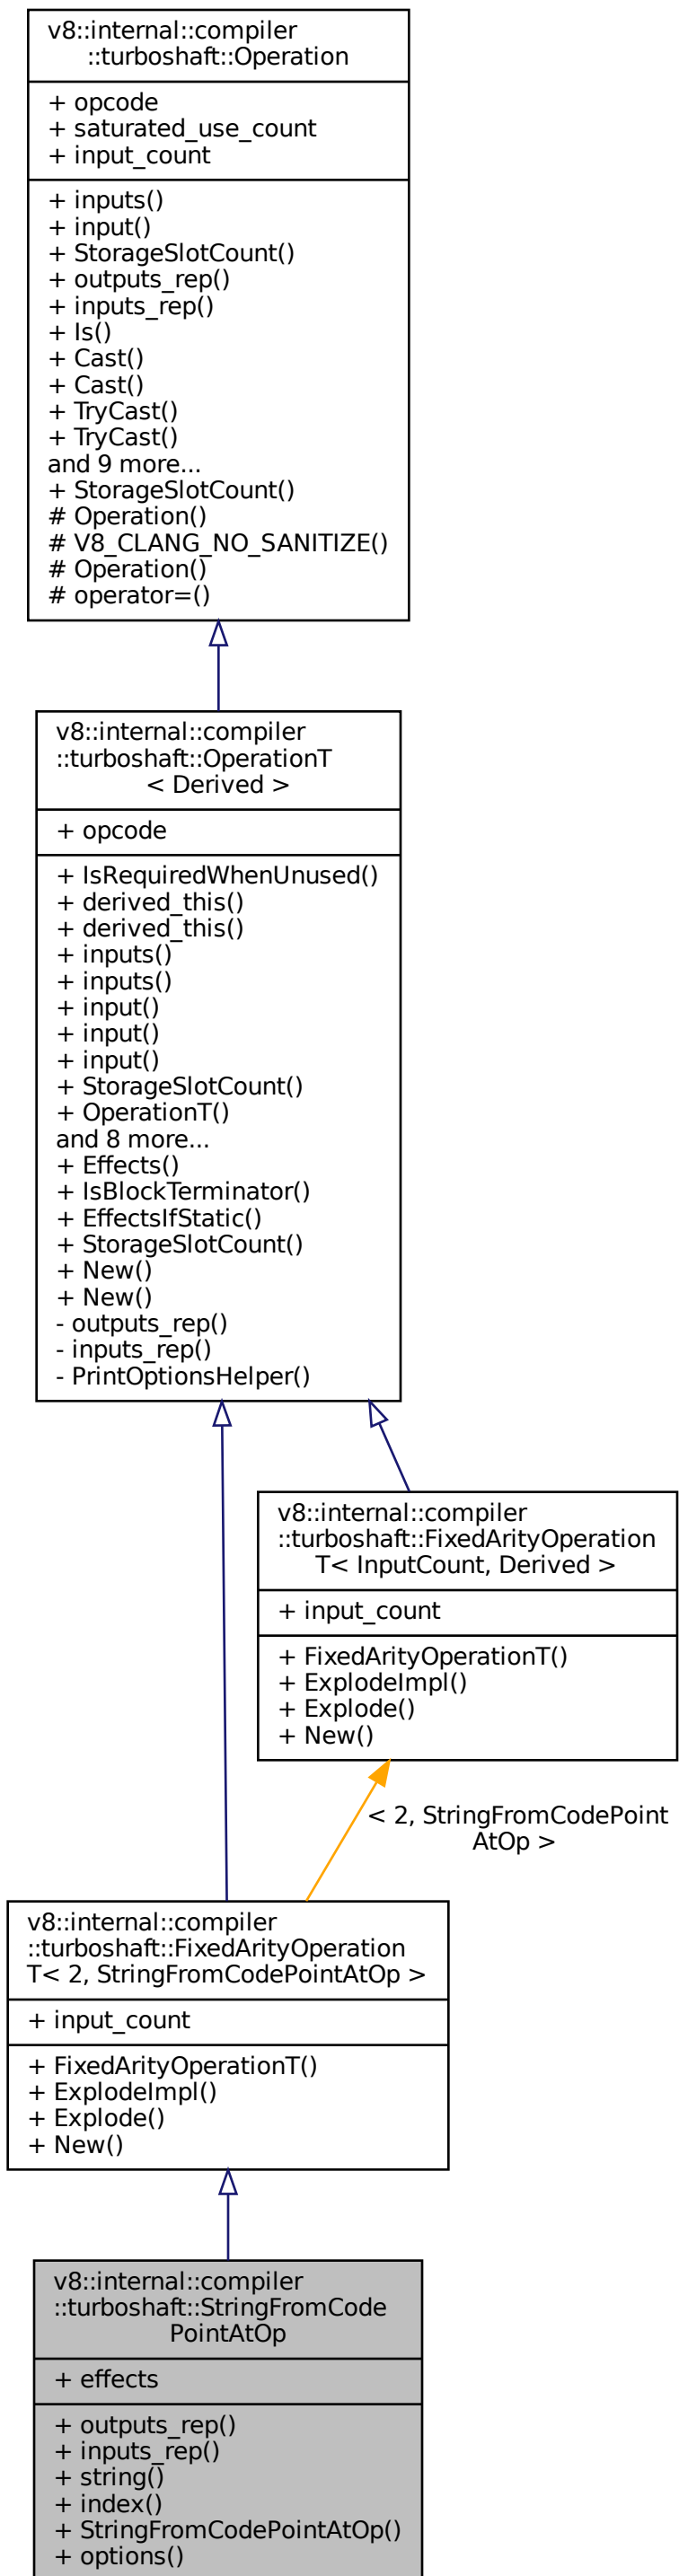 v8::internal::compiler
::turboshaft::Operation
+ opcode
+ saturated_use_count
+ input_count
+ inputs()
+ input()
+ StorageSlotCount()
+ outputs_rep()
+ inputs_rep()
+ Is()
+ Cast()
+ Cast()
+ TryCast()
+ TryCast()
and 9 more...
+ StorageSlotCount()
# Operation()
# V8_CLANG_NO_SANITIZE()
# Operation()
# operator=()
v8::internal::compiler
::turboshaft::OperationT
< Derived >
+ opcode
+ IsRequiredWhenUnused()
+ derived_this()
+ derived_this()
+ inputs()
+ inputs()
+ input()
+ input()
+ input()
+ StorageSlotCount()
+ OperationT()
and 8 more...
+ Effects()
+ IsBlockTerminator()
+ EffectsIfStatic()
+ StorageSlotCount()
+ New()
+ New()
- outputs_rep()
- inputs_rep()
- PrintOptionsHelper()
v8::internal::compiler
::turboshaft::FixedArityOperation
T< InputCount, Derived >
+ input_count
+ FixedArityOperationT()
+ ExplodeImpl()
+ Explode()
+ New()
< 2, StringFromCodePoint
AtOp >
v8::internal::compiler
::turboshaft::FixedArityOperation
T< 2, StringFromCodePointAtOp >
+ input_count
+ FixedArityOperationT()
+ ExplodeImpl()
+ Explode()
+ New()
v8::internal::compiler
::turboshaft::StringFromCode
PointAtOp
+ effects
+ outputs_rep()
+ inputs_rep()
+ string()
+ index()
+ StringFromCodePointAtOp()
+ options()